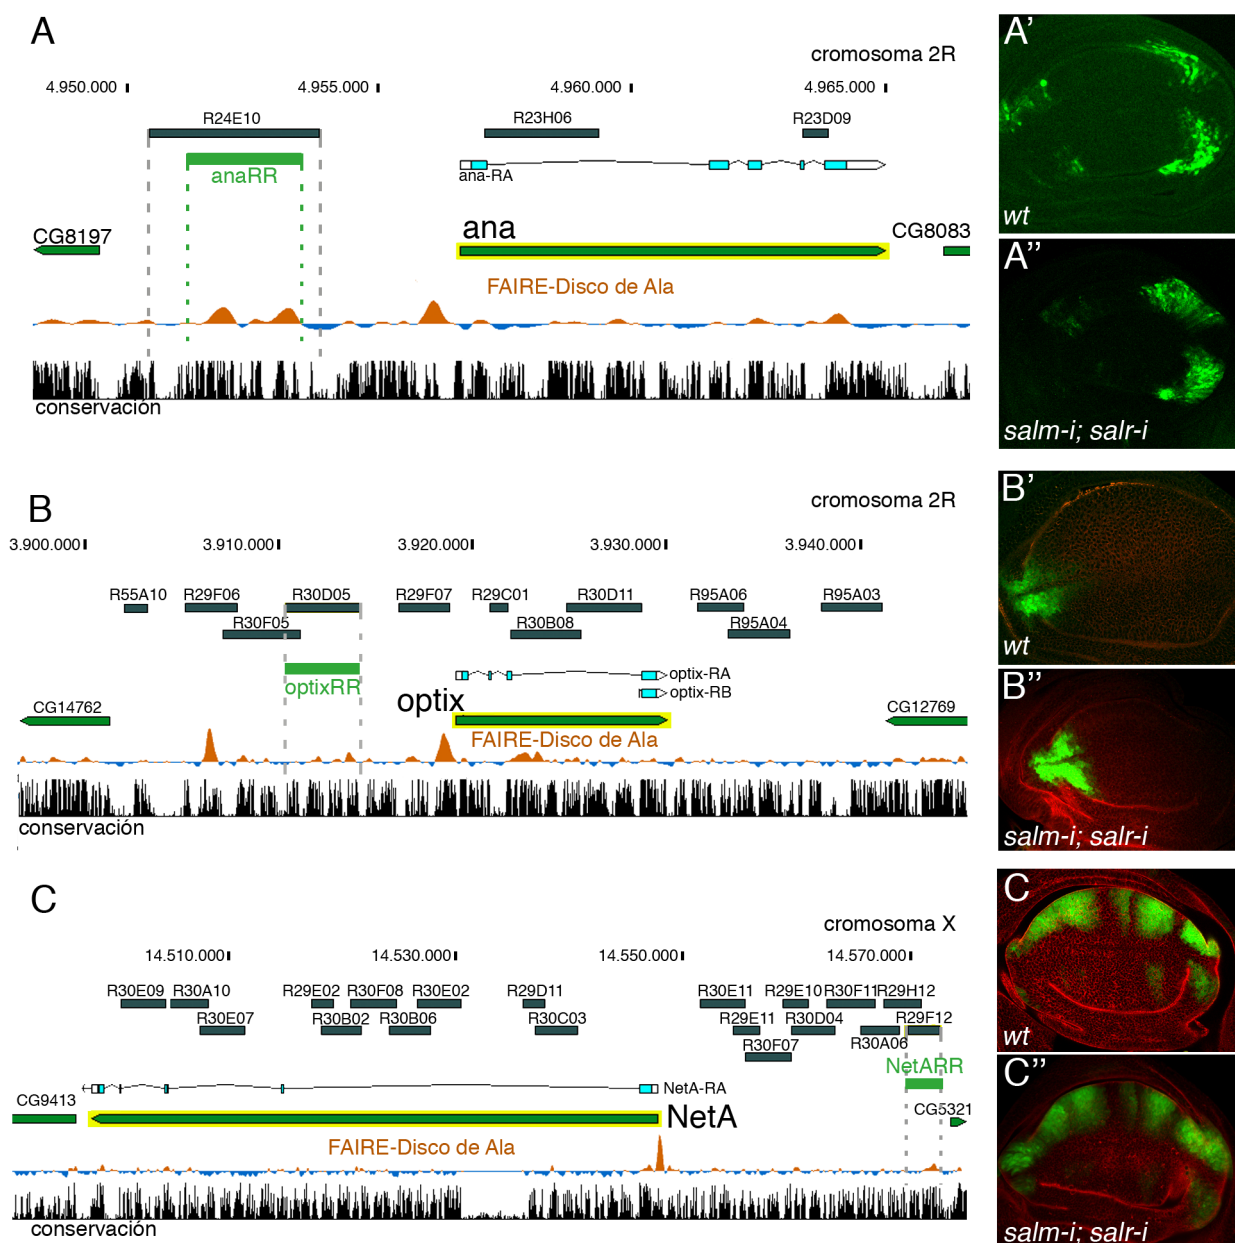 A
cromosoma 2R
4.950.000 4.955.000 4.960.000 4.965.000
R24E10 R23H06 R23D09
anaRR
ana-RA
CG8197 ana CG8083
FAIRE-Disco de Ala
conservación
A'
wt
A''
salm-i; salr-i
B
cromosoma 2R
3.900.000 3.910.000 3.920.000 3.930.000 3.940.000
R55A10 R29F06 R30D05 R29F07 R29C01 R30D11 R95A06 R95A03
R30F05 R30B08 R95A04
optixRR
optix-RA
optix-RB
CG14762 optix CG12769
FAIRE-Disco de Ala
conservación
B'
wt
B''
salm-i; salr-i
C
cromosoma X
14.510.000 14.530.000 14.550.000 14.570.000
R30E09 R30A10 R29E02 R30F08 R30E02 R29D11 R30E11 R29E10 R30F11 R29H12
R30E07 R30B02 R30B06 R30C03 R29E11 R30D04 R29F12
R30F07 R30A06
NetARR
NetA-RA
CG9413 NetA CG5321
FAIRE-Disco de Ala
conservación
C
wt
C''
salm-i; salr-i